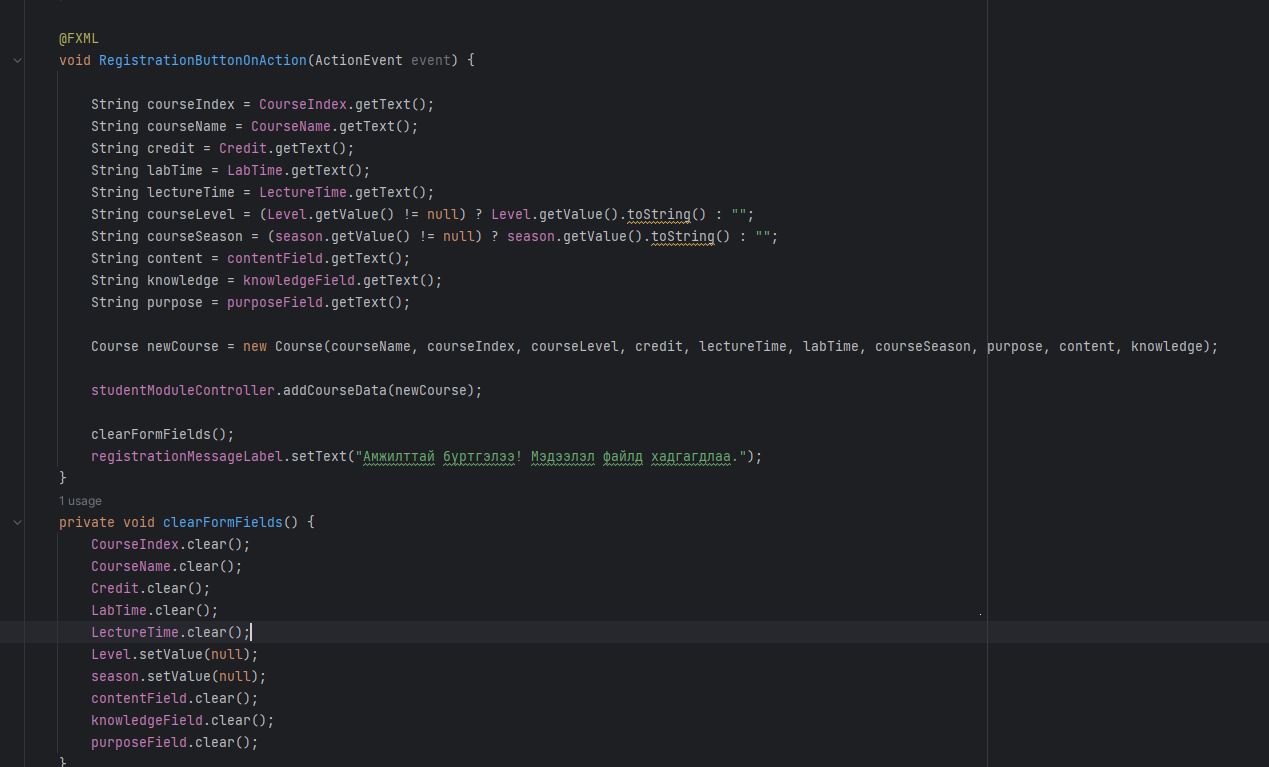 @FXML
void RegistrationButtonOnAction(ActionEvent event) {
String courseIndex = CourseIndex.getText();
String courseName = CourseName.getText();
String credit = Credit.getText();
String labTime = LabTime.getText();
String lectureTime = LectureTime.getText();
String courseLevel = (Level.getValue() != null) ? Level.getValue().toString() : "";
String courseSeason = (season.getValue() != null) ? season.getValue().toString() : "";
String content = contentField.getText();
String knowledge = knowledgeField.getText();
String purpose = purposeField.getText();
Course newCourse = new Course(courseName, courseIndex, courseLevel, credit, lectureTime, labTime, courseSeason, purpose, content, knowledge);
studentModuleController.addCourseData(newCourse);
clearFormFields();
registrationMessageLabel.setText("Амжилттай бүртгэлээ! Мэдээлэл файлд хадгагдлаа.");
}
1 usage
private void clearFormFields() {
CourseIndex.clear();
CourseName.clear();
Credit.clear();
LabTime.clear();
LectureTime.clear();
Level.setValue(null);
season.setValue(null);
contentField.clear();
knowledgeField.clear();
purposeField.clear();
}